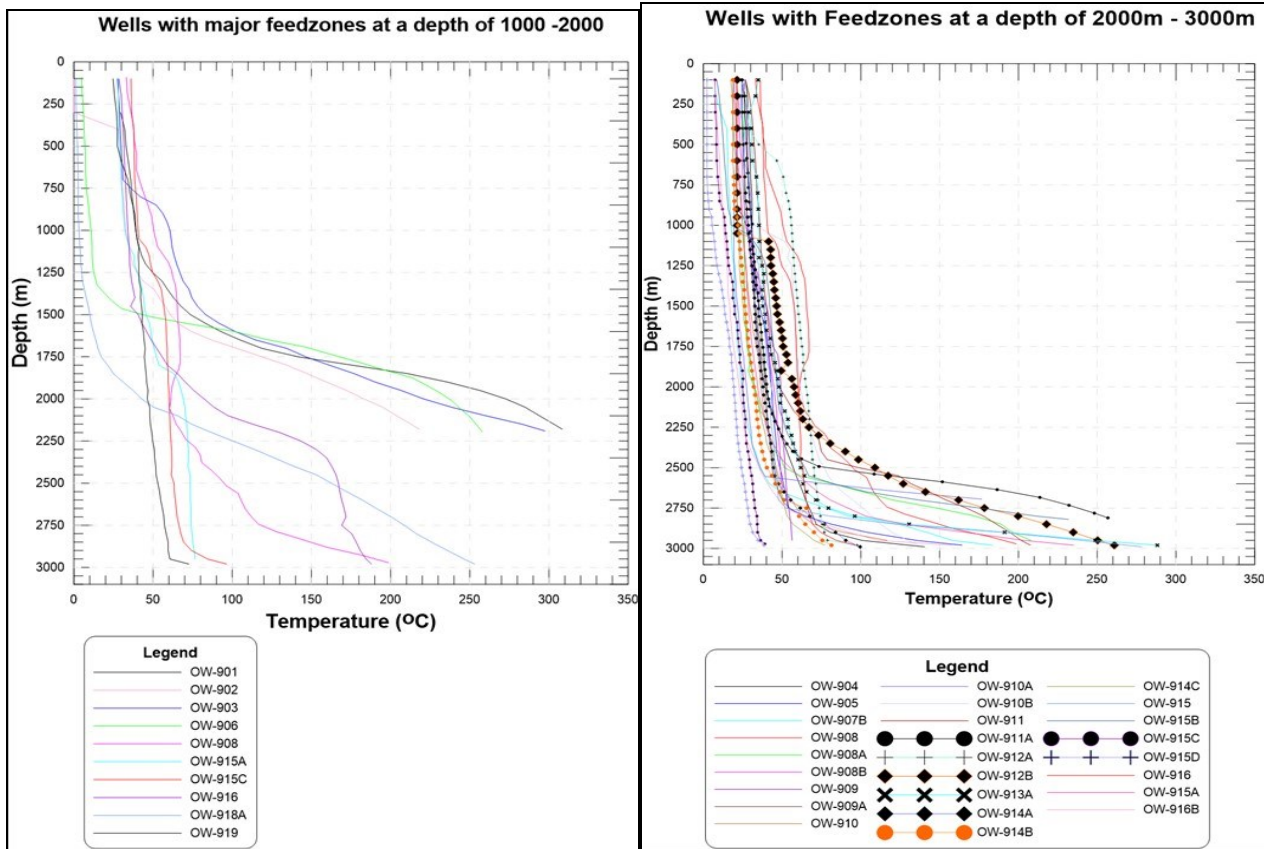 Wells with major feedzones at a depth of 1000 -2000
0 50 100 150 200 250 300 350
0
250
500
750
1000
1250
1500
1750
2000
2250
2500
2750
3000
Depth (m)
Temperature (OC)
Legend
OW-901
OW-902
OW-903
OW-906
OW-908
OW-915A
OW-915C
OW-916
OW-918A
OW-919
Wells with Feedzones at a depth of 2000m - 3000m
0
250
500
750
1000
1250
1500
1750
2000
2250
2500
2750
3000
Depth (m)
0 50 100 150 200 250 300 350
Temperature (OC)
Legend
OW-904
OW-905
OW-907B
OW-908
OW-908A
OW-908B
OW-909
OW-909A
OW-910
OW-910A
OW-910B
OW-911
OW-911A
OW-912A
OW-912B
OW-913A
OW-914A
OW-914B
OW-914C
OW-915
OW-915B
OW-915C
OW-915D
OW-916
OW-915A
OW-916B